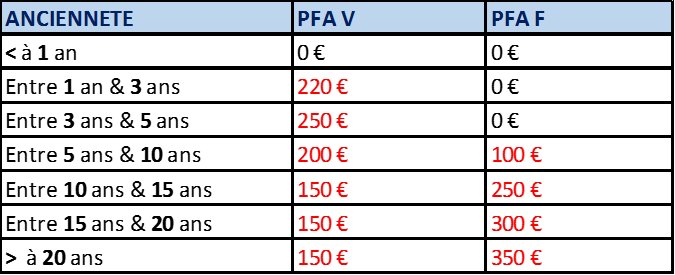 ANCIENNETE PFA V PFA F
< à 1 an 0 € 0 €
Entre 1 an & 3 ans 220 € 0 €
Entre 3 ans & 5 ans 250 € 0 €
Entre 5 ans & 10 ans 200 € 100 €
Entre 10 ans & 15 ans 150 € 250 €
Entre 15 ans & 20 ans 150 € 300 €
> à 20 ans 150 € 350 €